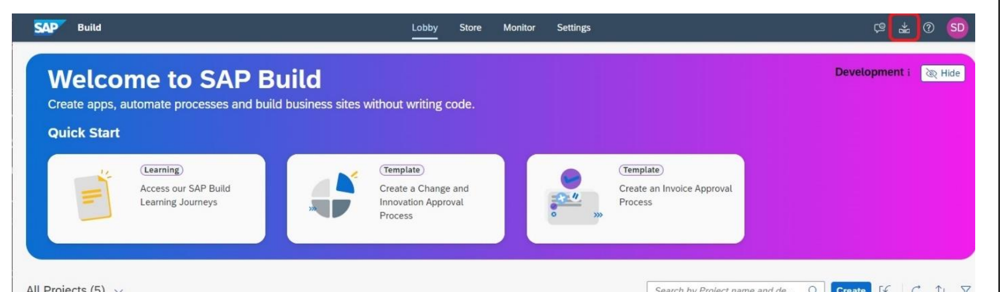 SAP Build Lobby Store Monitor Settings SD
Welcome to SAP Build
Development i Hide
Create apps, automate processes and build business sites without writing code.
Quick Start
Learning
Access our SAP Build
Learning Journeys
Template
Create a Change and
Innovation Approval
Process
Template
Create an Invoice Approval
Process
All Projects (5)
Search by Project name and de... Create